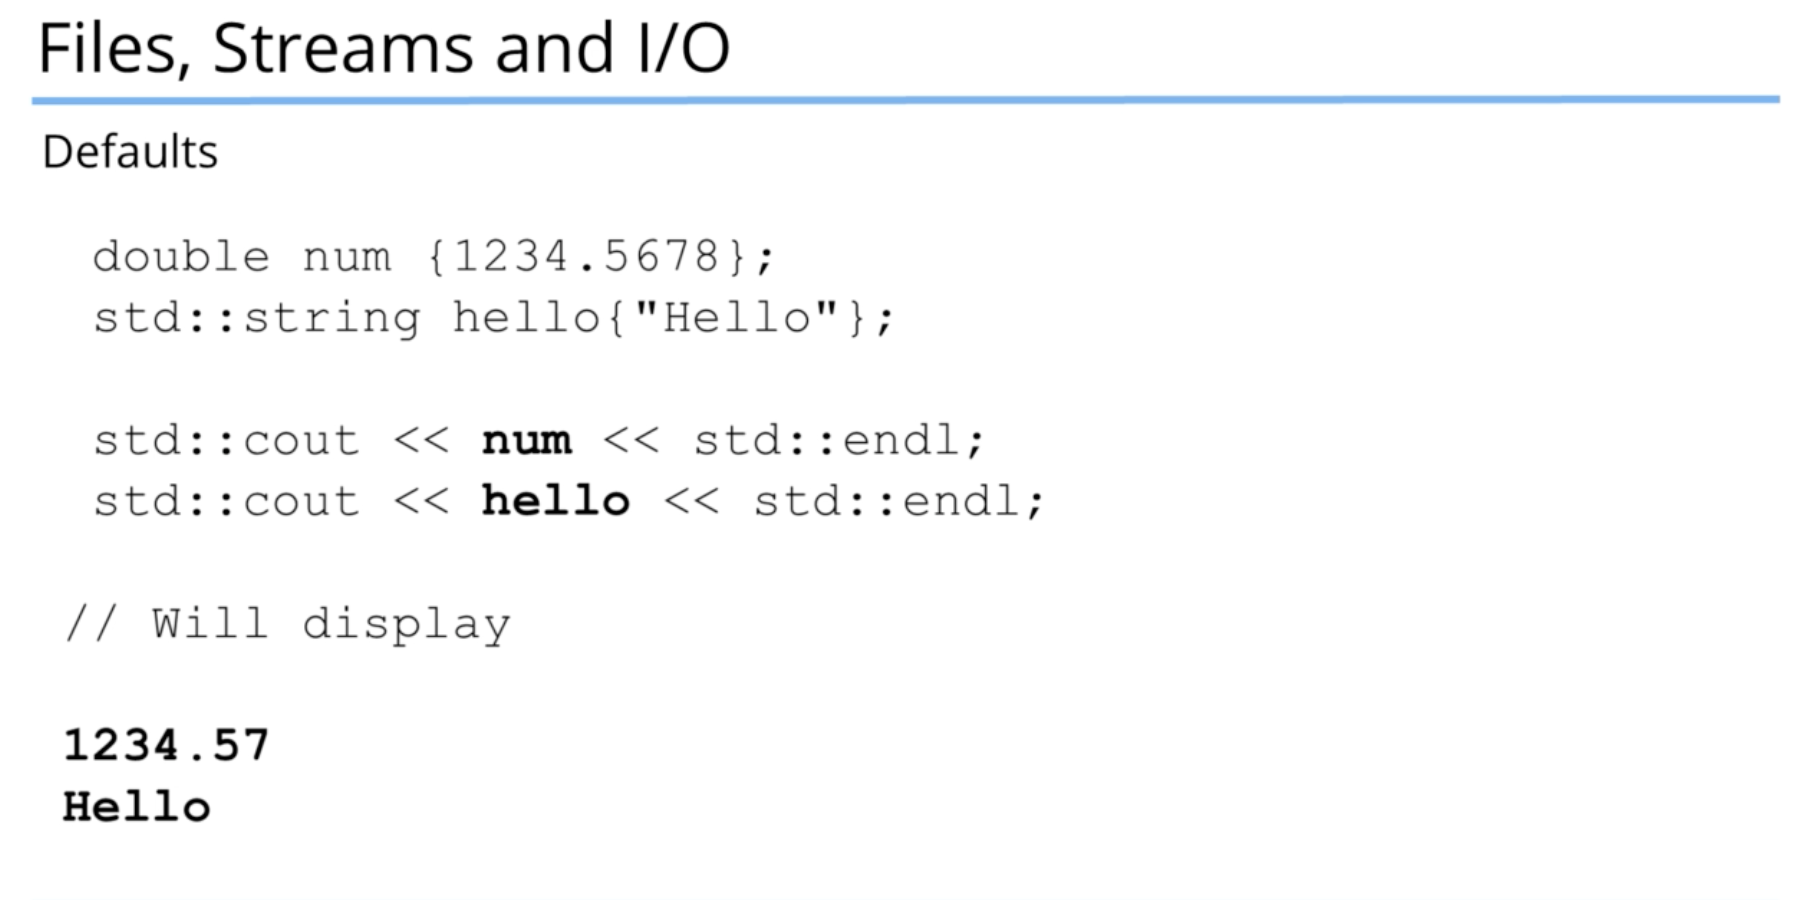 Files, Streams and I/O
Defaults
double num {1234.5678};
std::string hello{"Hello"};
std::cout << num << std::endl;
std::cout << hello << std::endl;
// Will display
1234.57
Hello